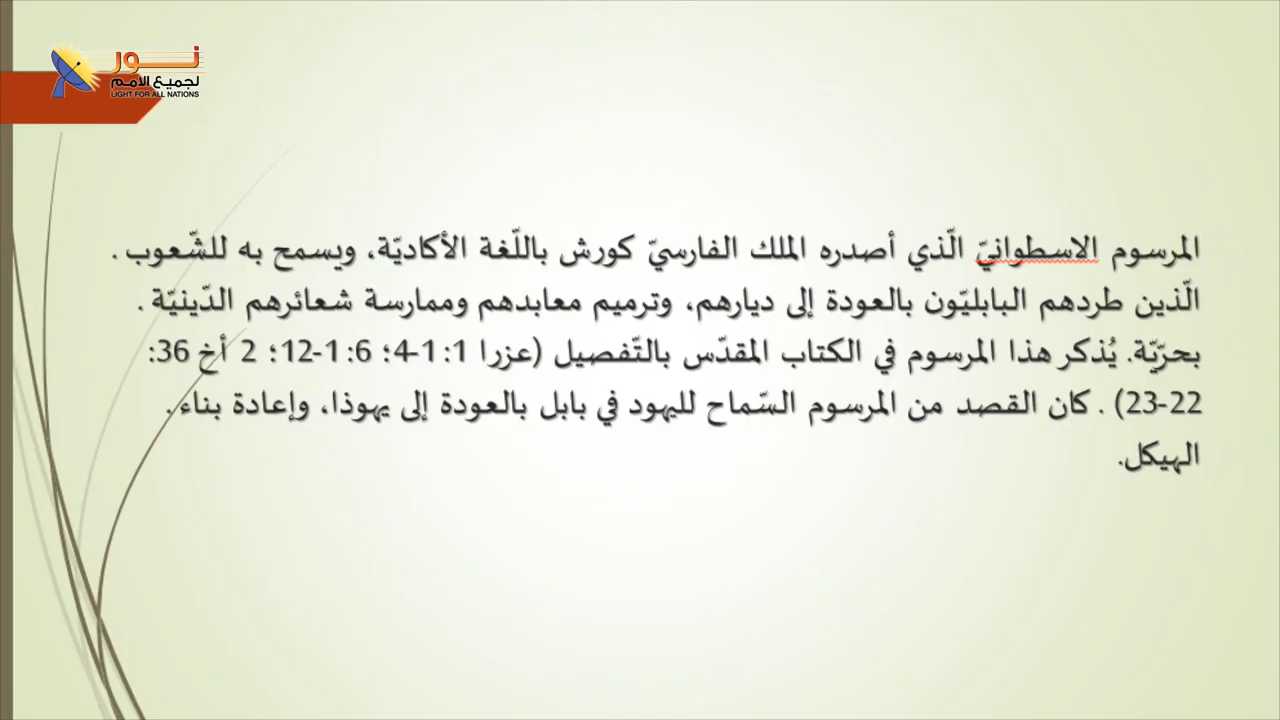 نور
لجميع الأمم
LIGHT FOR ALL NATIONS
المرسوم الاسطوانيّ الّذي أصدره الملك الفارسيّ كورش باللّغة الأكاديّة، ويسمح به للشّعوب .
الّذين طردهم البابليّون بالعودة إلى ديارهم، وترميم معابدهم وممارسة شعائرهم الدّينيّة .
بحرّيّة. يُذكر هذا المرسوم في الكتاب المقدّس بالتّفصيل (عزرا 1: 1-4؛ 6: 1-12؛ 2 أخ 36:
22-23) . كان القصد من المرسوم السّماح لليهود في بابل بالعودة إلى يهوذا، وإعادة بناء .
الهيكل.